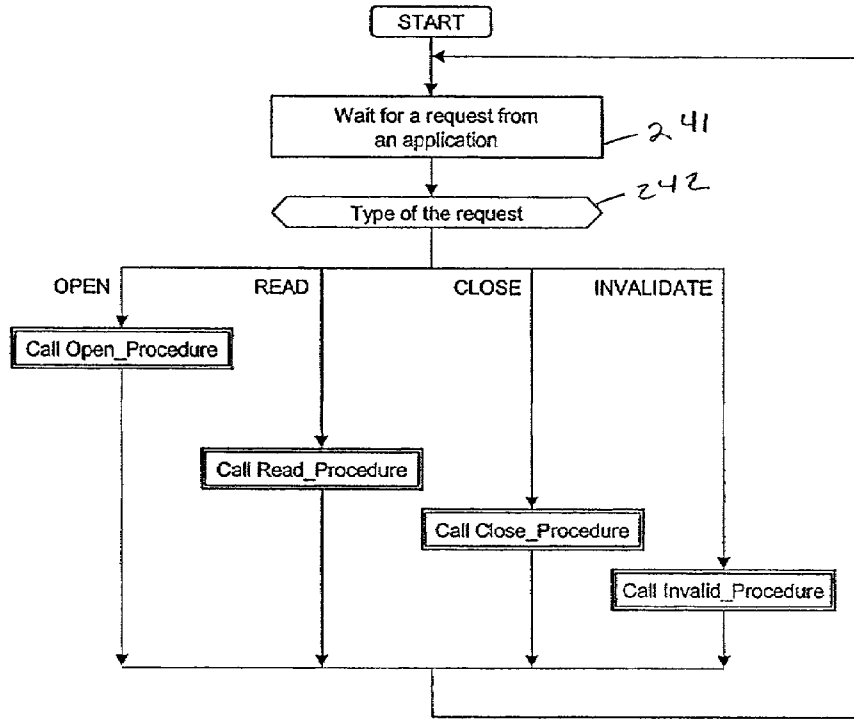 START
Wait for a request from
an application
241
242
Type of the request
OPEN
READ
CLOSE
INVALIDATE
Call Open_Procedure
Call Read_Procedure
Call Close_Procedure
Call Invalid_Procedure